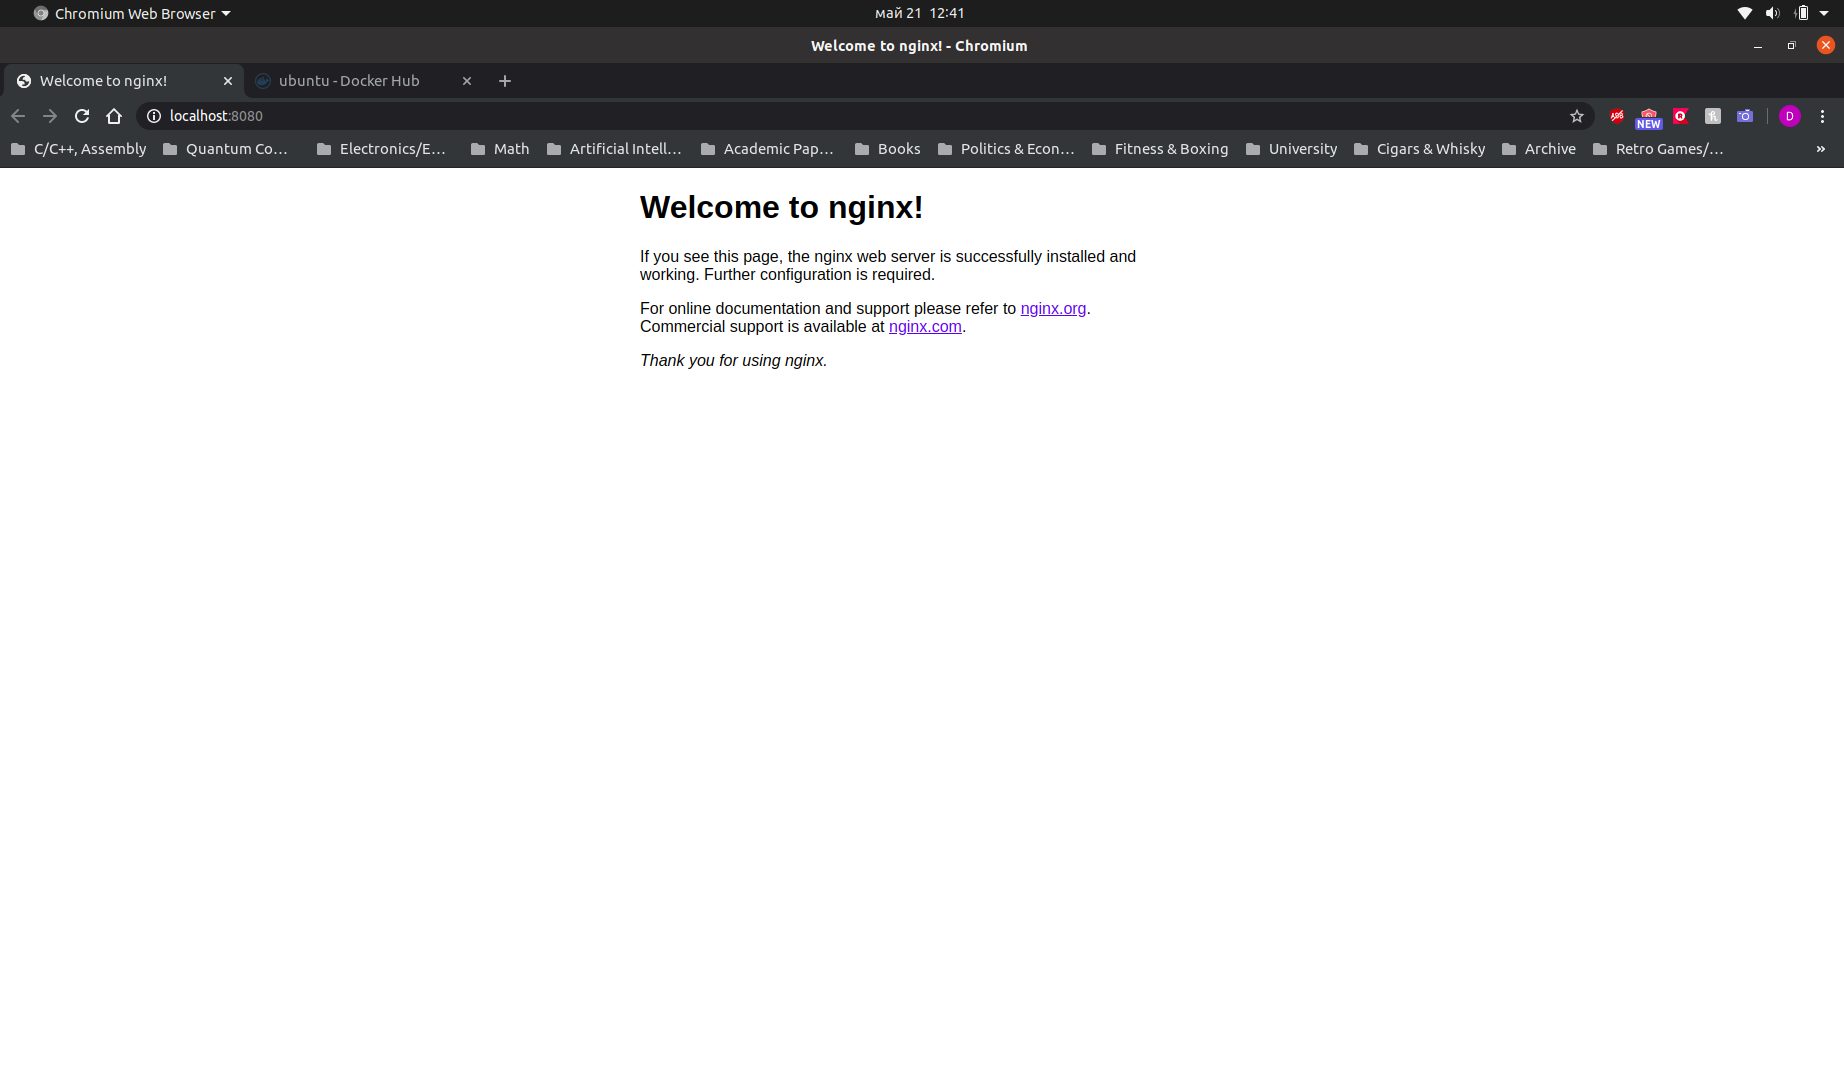 Chromium Web Browser
май 21 12:41
Welcome to nginx! - Chromium
Welcome to nginx!
ubuntu - Docker Hub
localhost:8080
ABP
NEW
D
C/C++, Assembly
Quantum Co...
Electronics/E...
Math
Artificial Intell...
Academic Pap...
Books
Politics & Econ...
Fitness & Boxing
University
Cigars & Whisky
Archive
Retro Games/...
»
Welcome to nginx!
If you see this page, the nginx web server is successfully installed and
working. Further configuration is required.
For online documentation and support please refer to nginx.org.
Commercial support is available at nginx.com.
Thank you for using nginx.